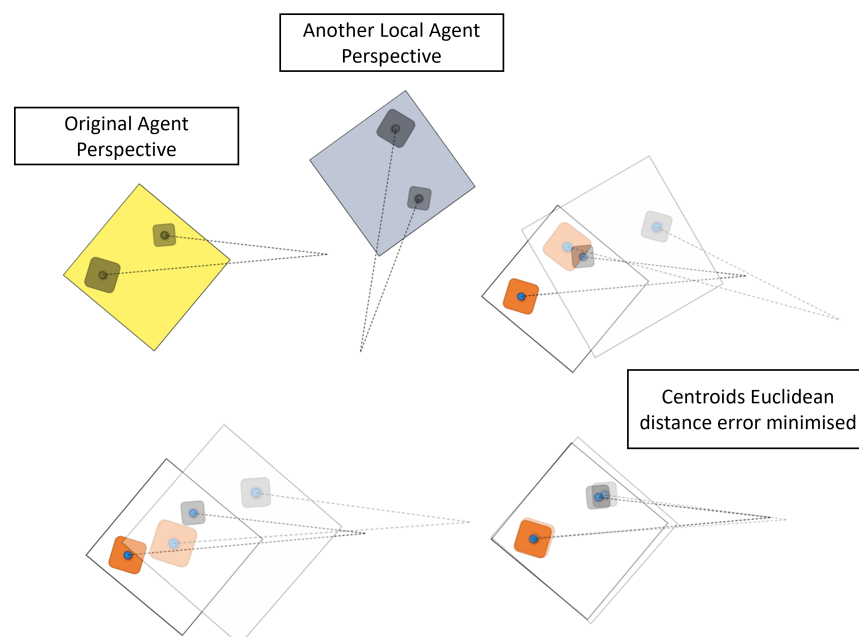 Another Local Agent
Perspective
Original Agent
Perspective
Centroids Euclidean
distance error minimised